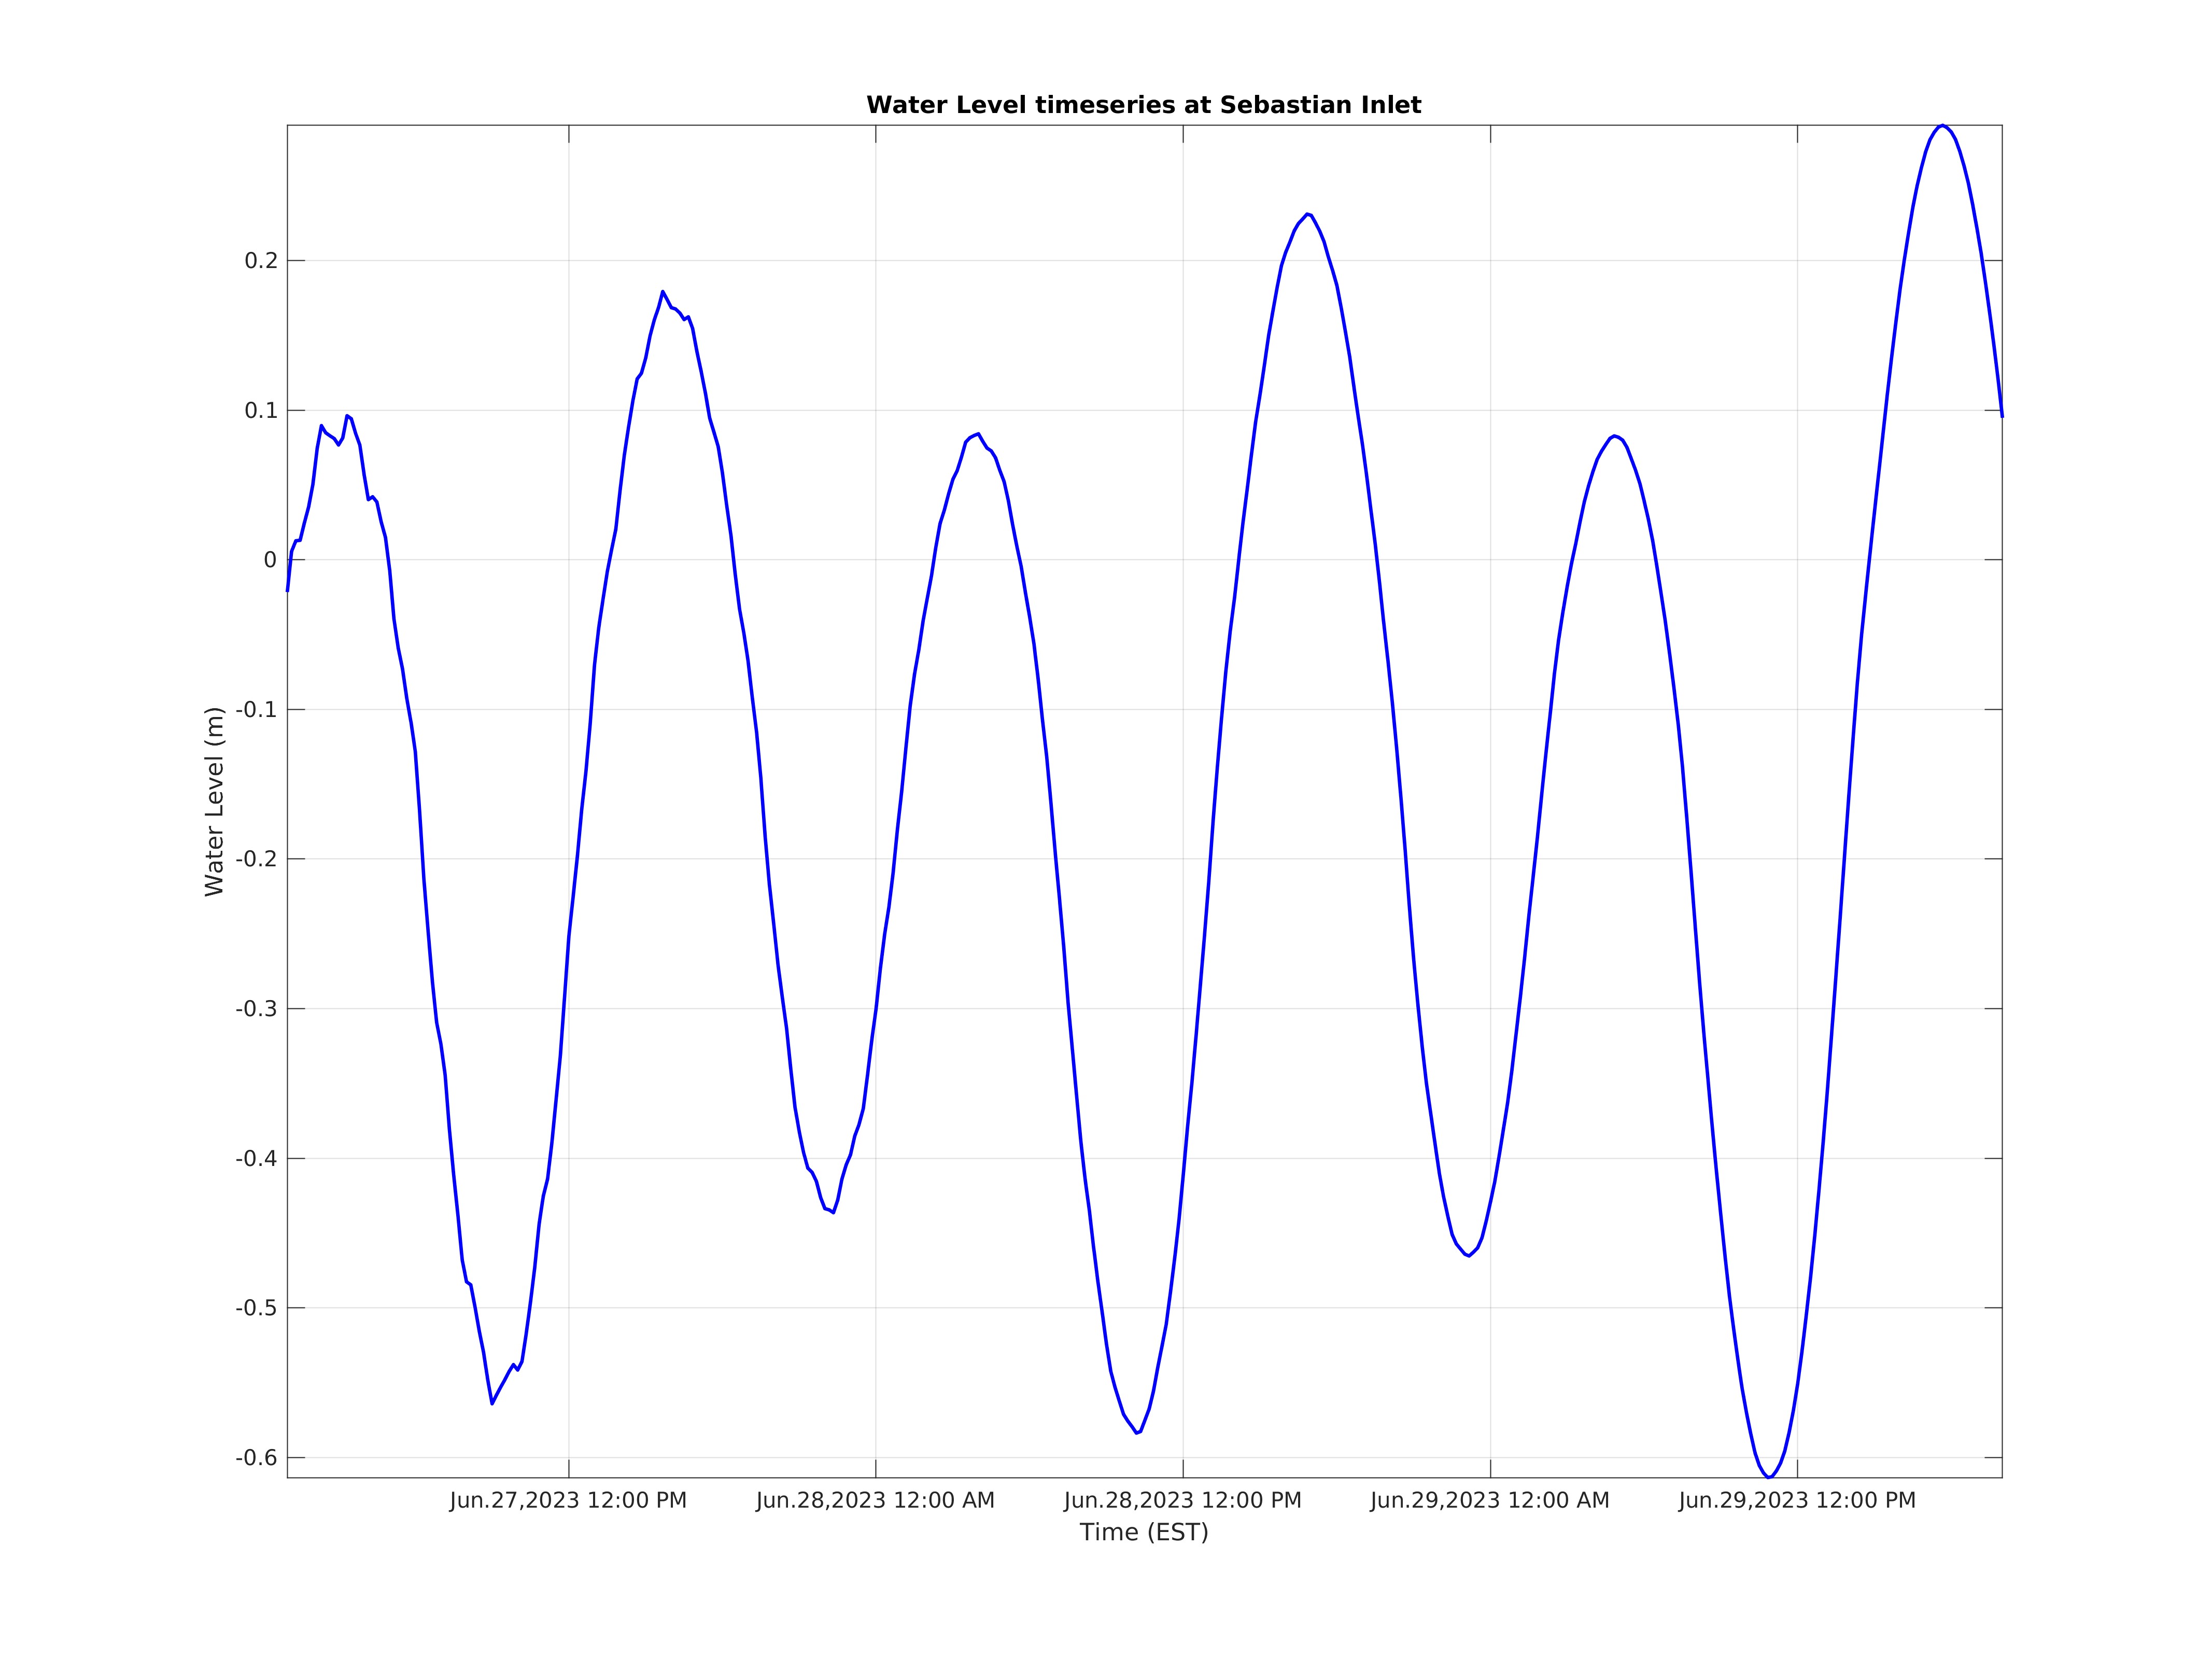 Water Level timeseries at Sebastian Inlet
0.2
0.1
0
-0.1
-0.2
-0.3
-0.4
-0.5
-0.6
Water Level (m)
Jun.27,2023 12:00 PM
Jun.28,2023 12:00 AM
Jun.28,2023 12:00 PM
Jun.29,2023 12:00 AM
Jun.29,2023 12:00 PM
Time (EST)